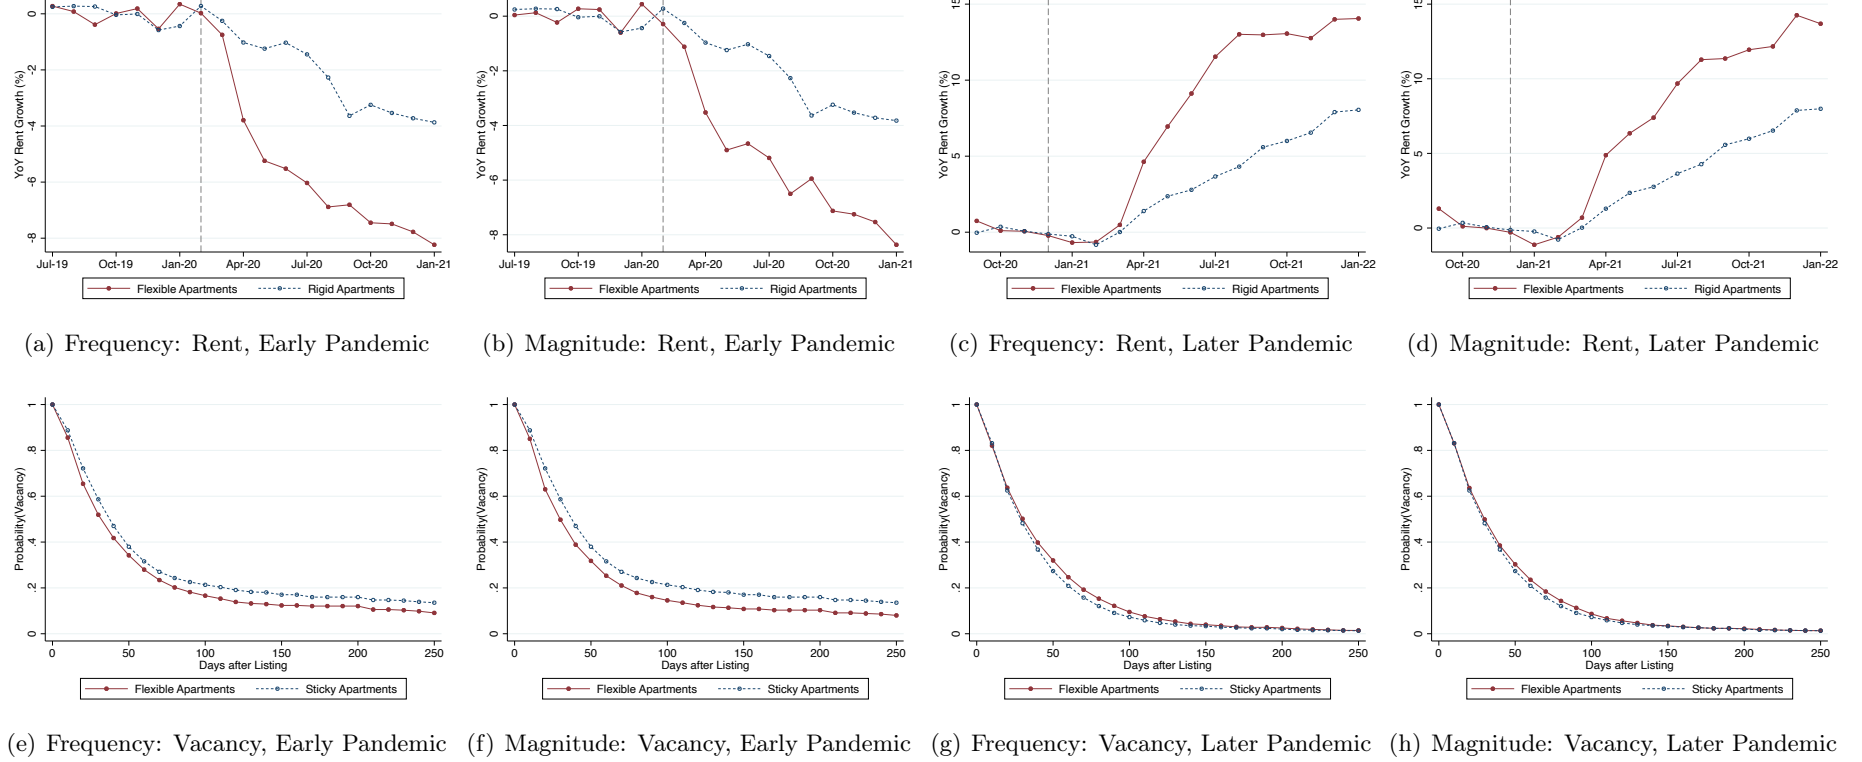 YoY Rent Growth (%)
0
-2
-4
-6
-8
Jul-19 Oct-19 Jan-20 Apr-20 Jul-20 Oct-20 Jan-21
Flexible Apartments Rigid Apartments
(a) Frequency: Rent, Early Pandemic
YoY Rent Growth (%)
0
-2
-4
-6
-8
Jul-19 Oct-19 Jan-20 Apr-20 Jul-20 Oct-20 Jan-21
Flexible Apartments Rigid Apartments
(b) Magnitude: Rent, Early Pandemic
YoY Rent Growth (%)
15
10
5
0
Oct-20 Jan-21 Apr-21 Jul-21 Oct-21 Jan-22
Flexible Apartments Rigid Apartments
(c) Frequency: Rent, Later Pandemic
YoY Rent Growth (%)
15
10
5
0
Oct-20 Jan-21 Apr-21 Jul-21 Oct-21 Jan-22
Flexible Apartments Rigid Apartments
(d) Magnitude: Rent, Later Pandemic
Probability(Vacancy)
1
.8
.6
.4
.2
0
0 50 100 150 200 250
Days after Listing
Flexible Apartments Sticky Apartments
(e) Frequency: Vacancy, Early Pandemic
Probability(Vacancy)
1
.8
.6
.4
.2
0
0 50 100 150 200 250
Days after Listing
Flexible Apartments Sticky Apartments
(f) Magnitude: Vacancy, Early Pandemic
Probability(Vacancy)
1
.8
.6
.4
.2
0
0 50 100 150 200 250
Days after Listing
Flexible Apartments Sticky Apartments
(g) Frequency: Vacancy, Later Pandemic
Probability(Vacancy)
1
.8
.6
.4
.2
0
0 50 100 150 200 250
Days after Listing
Flexible Apartments Sticky Apartments
(h) Magnitude: Vacancy, Later Pandemic